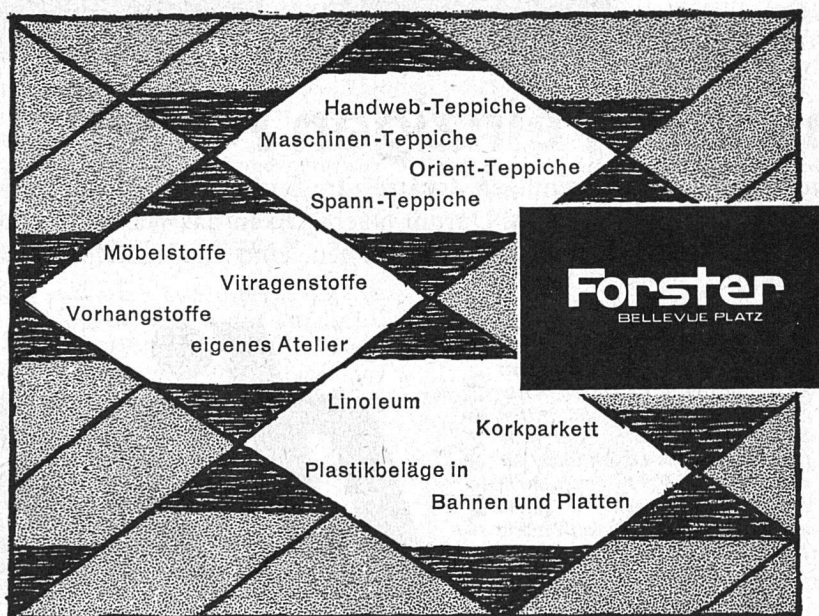 Handweb-Teppiche
Maschinen-Teppiche
Orient-Teppiche
Spann-Teppiche
Möbelstoffe
Vitragenstoffe
Vorhangstoffe
eigenes Atelier
Forster
BELLEVUE PLATZ
Linoleum
Korkparkett
Plastikbeläge in
Bahnen und Platten